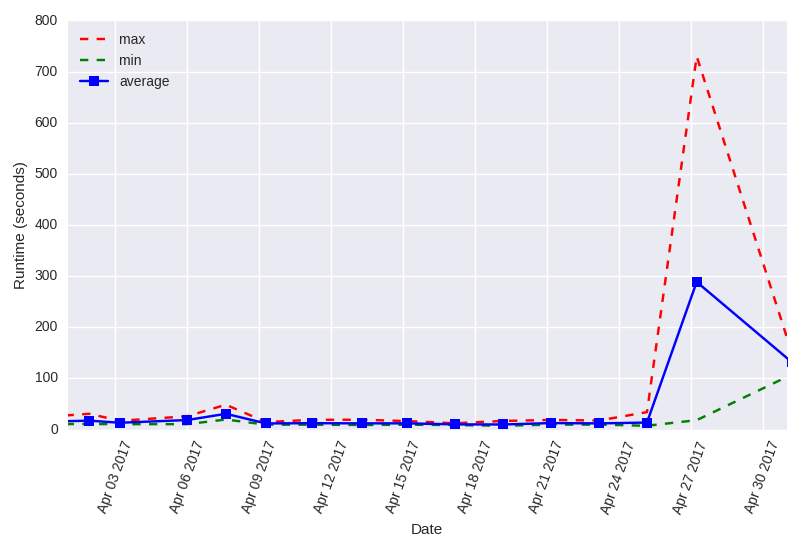 800
700
600
500
400
300
200
100
0
max
min
average
Runtime (seconds)
Apr 03 2017
Apr 06 2017
Apr 09 2017
Apr 12 2017
Apr 15 2017
Apr 18 2017
Apr 21 2017
Apr 24 2017
Apr 27 2017
Apr 30 2017
Date